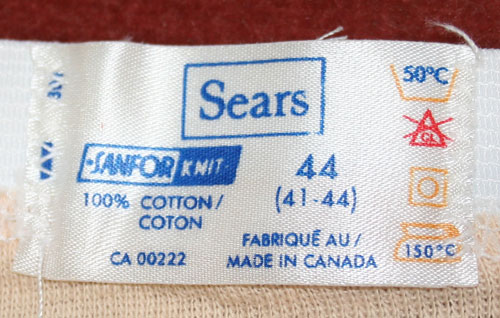 Sears
SANFOR KNIT
100% COTTON/
COTON
CA 00222
44
(41-44)
FABRIQUÉ AU/
MADE IN CANADA
50°C
CL
150°C